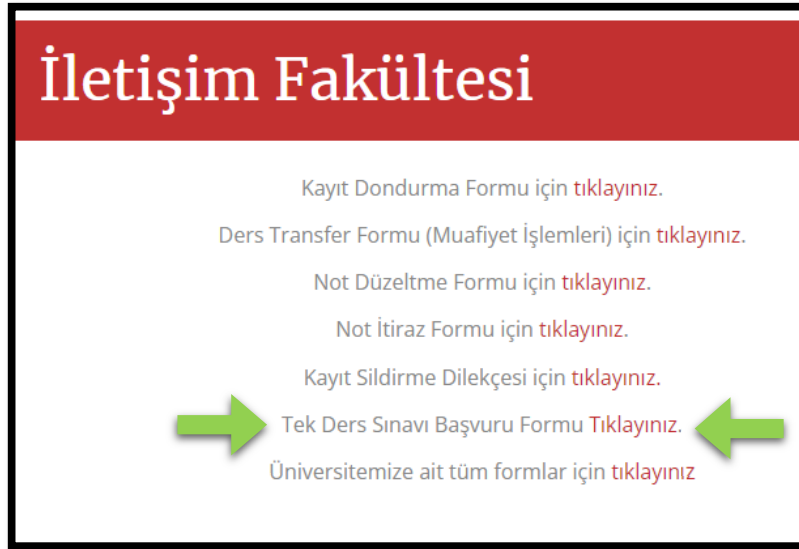 İletişim Fakültesi
Kayıt Dondurma Formu için tıklayınız.
Ders Transfer Formu (Muafiyet İşlemleri) için tıklayınız.
Not Düzeltme Formu için tıklayınız.
Not İtiraz Formu için tıklayınız.
Kayıt Sildirme Dilekçesi için tıklayınız.
Tek Ders Sınavı Başvuru Formu Tıklayınız.
Üniversitemize ait tüm formlar için tıklayınız